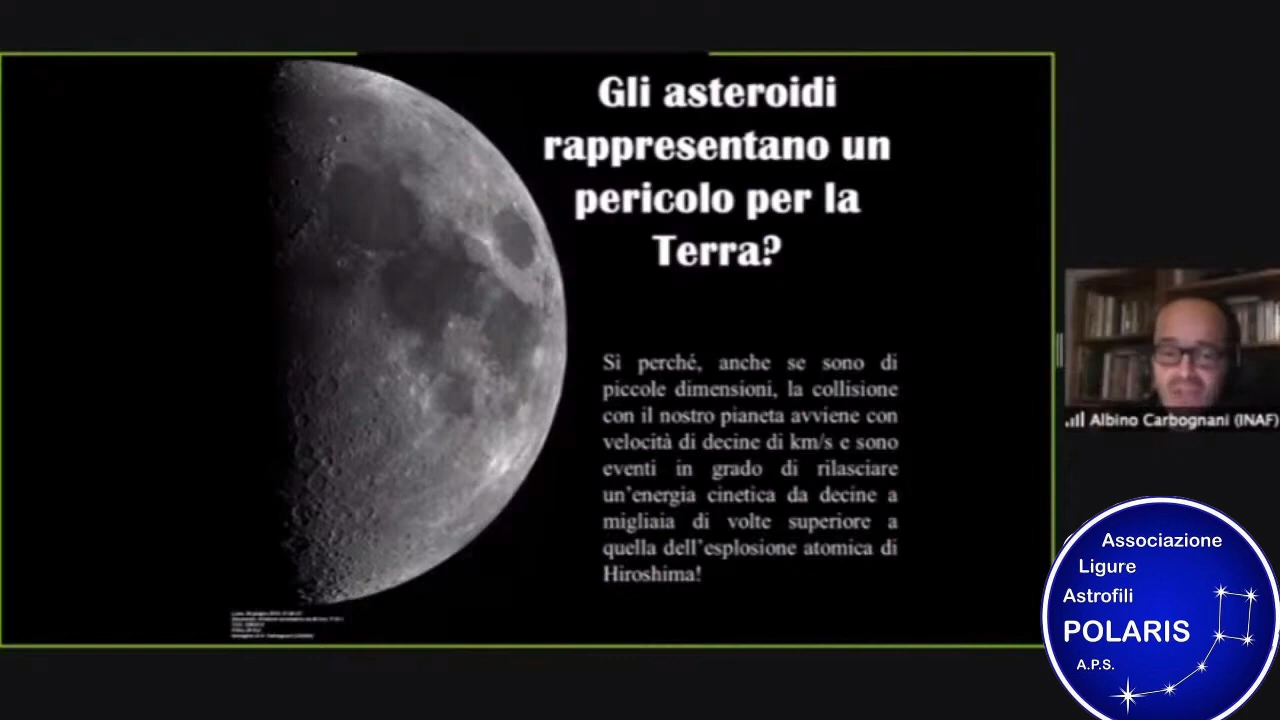 Gli asteroidi
rappresentano un
pericolo per la
Terra?
Sì perché, anche se sono di
piccole dimensioni, la collisione
con il nostro pianeta avviene con
velocità di decine di km/s e sono
eventi in grado di rilasciare
un'energia cinetica da decine a
migliaia di volte superiore a
quella dell'esplosione atomica di
Hiroshima!
Albino Carbognani (INAF)
Associazione
Ligure
Astrofili
POLARIS
A.P.S.